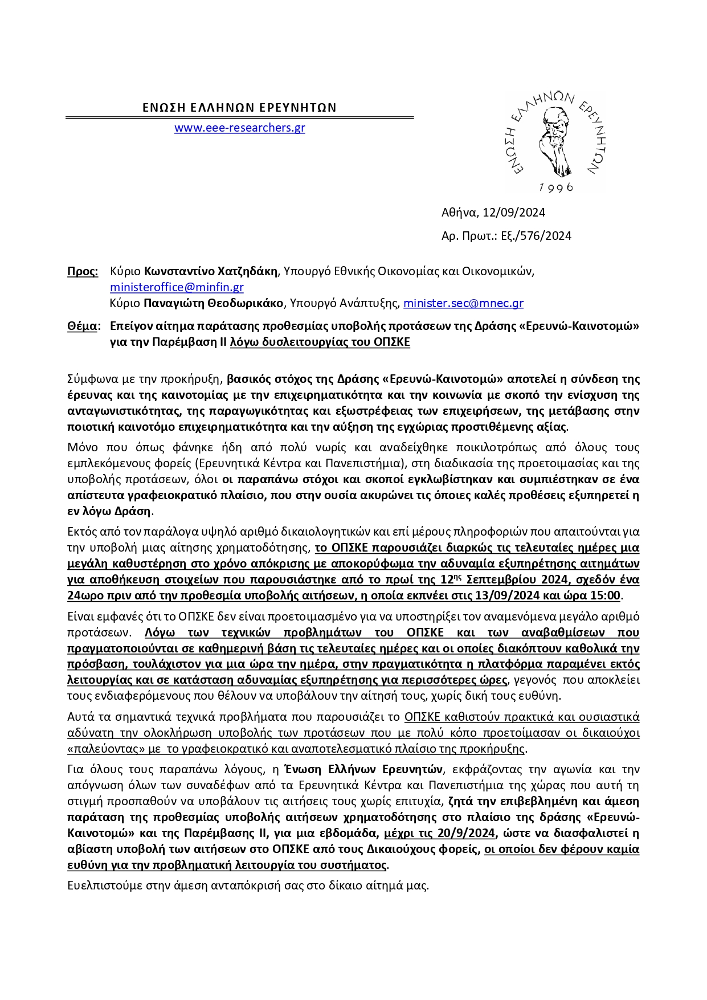 ΕΝΩΣΗ ΕΛΛΗΝΩΝ ΕΡΕΥΝΗΤΩΝ
www.eee-researchers.gr
ΕΝΩΣΗ ΕΛΛΗΝΩΝ ΕΡΕΥΝΗΤΩΝ
1996
Αθήνα, 12/09/2024
Αρ. Πρωτ.: Εξ./576/2024
Προς: Κύριο Κωνσταντίνο Χατζηδάκη, Υπουργό Εθνικής Οικονομίας και Οικονομικών,
ministeroffice@minfin.gr
Κύριο Παναγιώτη Θεοδωρικάκο, Υπουργό Ανάπτυξης, minister.sec@mnec.gr
Θέμα: Επείγον αίτημα παράτασης προθεσμίας υποβολής προτάσεων της Δράσης «Ερευνώ-Καινοτομώ»
για την Παρέμβαση ΙΙ λόγω δυσλειτουργίας του ΟΠΣΚΕ
Σύμφωνα με την προκήρυξη, βασικός στόχος της Δράσης «Ερευνώ-Καινοτομώ» αποτελεί η σύνδεση της
έρευνας και της καινοτομίας με την επιχειρηματικότητα και την κοινωνία με σκοπό την ενίσχυση της
ανταγωνιστικότητας, της παραγωγικότητας και εξωστρέφειας των επιχειρήσεων, της μετάβασης στην
ποιοτική καινοτόμο επιχειρηματικότητα και την αύξηση της εγχώριας προστιθέμενης αξίας.
Μόνο που όπως φάνηκε ήδη από πολύ νωρίς και αναδείχθηκε ποικιλοτρόπως από όλους τους
εμπλεκόμενους φορείς (Ερευνητικά Κέντρα και Πανεπιστήμια), στη διαδικασία της προετοιμασίας και της
υποβολής προτάσεων, όλοι οι παραπάνω στόχοι και σκοποί εγκλωβίστηκαν και συμπιέστηκαν σε ένα
απίστευτα γραφειοκρατικό πλαίσιο, που στην ουσία ακυρώνει τις όποιες καλές προθέσεις εξυπηρετεί η
εν λόγω Δράση.
Εκτός από τον παράλογα υψηλό αριθμό δικαιολογητικών και επί μέρους πληροφοριών που απαιτούνται για
την υποβολή μιας αίτησης χρηματοδότησης, το ΟΠΣΚΕ παρουσιάζει διαρκώς τις τελευταίες ημέρες μια
μεγάλη καθυστέρηση στο χρόνο απόκρισης με αποκορύφωμα την αδυναμία εξυπηρέτησης αιτημάτων
για αποθήκευση στοιχείων που παρουσιάστηκε από το πρωί της 12ης Σεπτεμβρίου 2024, σχεδόν ένα
24ωρο πριν από την προθεσμία υποβολής αιτήσεων, η οποία εκπνέει στις 13/09/2024 και ώρα 15:00.
Είναι εμφανές ότι το ΟΠΣΚΕ δεν είναι προετοιμασμένο για να υποστηρίξει τον αναμενόμενα μεγάλο αριθμό
προτάσεων. Λόγω των τεχνικών προβλημάτων του ΟΠΣΚΕ και των αναβαθμίσεων που
πραγματοποιούνται σε καθημερινή βάση τις τελευταίες ημέρες και οι οποίες διακόπτουν καθολικά την
πρόσβαση, τουλάχιστον για μια ώρα την ημέρα, στην πραγματικότητα η πλατφόρμα παραμένει εκτός
λειτουργίας και σε κατάσταση αδυναμίας εξυπηρέτησης για περισσότερες ώρες, γεγονός που αποκλείει
τους ενδιαφερόμενους που θέλουν να υποβάλουν την αίτησή τους, χωρίς δική τους ευθύνη.
Αυτά τα σημαντικά τεχνικά προβλήματα που παρουσιάζει το ΟΠΣΚΕ καθιστούν πρακτικά και ουσιαστικά
αδύνατη την ολοκλήρωση υποβολής των προτάσεων που με πολύ κόπο προετοίμασαν οι δικαιούχοι
«παλεύοντας» με το γραφειοκρατικό και αναποτελεσματικό πλαίσιο της προκήρυξης.
Για όλους τους παραπάνω λόγους, η Ένωση Ελλήνων Ερευνητών, εκφράζοντας την αγωνία και την
απόγνωση όλων των συναδέφων από τα Ερευνητικά Κέντρα και Πανεπιστήμια της χώρας που αυτή τη
στιγμή προσπαθούν να υποβάλουν τις αιτήσεις τους χωρίς επιτυχία, ζητά την επιβεβλημένη και άμεση
παράταση της προθεσμίας υποβολής αιτήσεων χρηματοδότησης στο πλαίσιο της δράσης «Ερευνώ-
Καινοτομώ» και της Παρέμβασης ΙΙ, για μια εβδομάδα, μέχρι τις 20/9/2024, ώστε να διασφαλιστεί η
αβίαστη υποβολή των αιτήσεων στο ΟΠΣΚΕ από τους Δικαιούχους φορείς, οι οποίοι δεν φέρουν καμία
ευθύνη για την προβληματική λειτουργία του συστήματος.
Ευελπιστούμε στην άμεση ανταπόκρισή σας στο δίκαιο αίτημά μας.